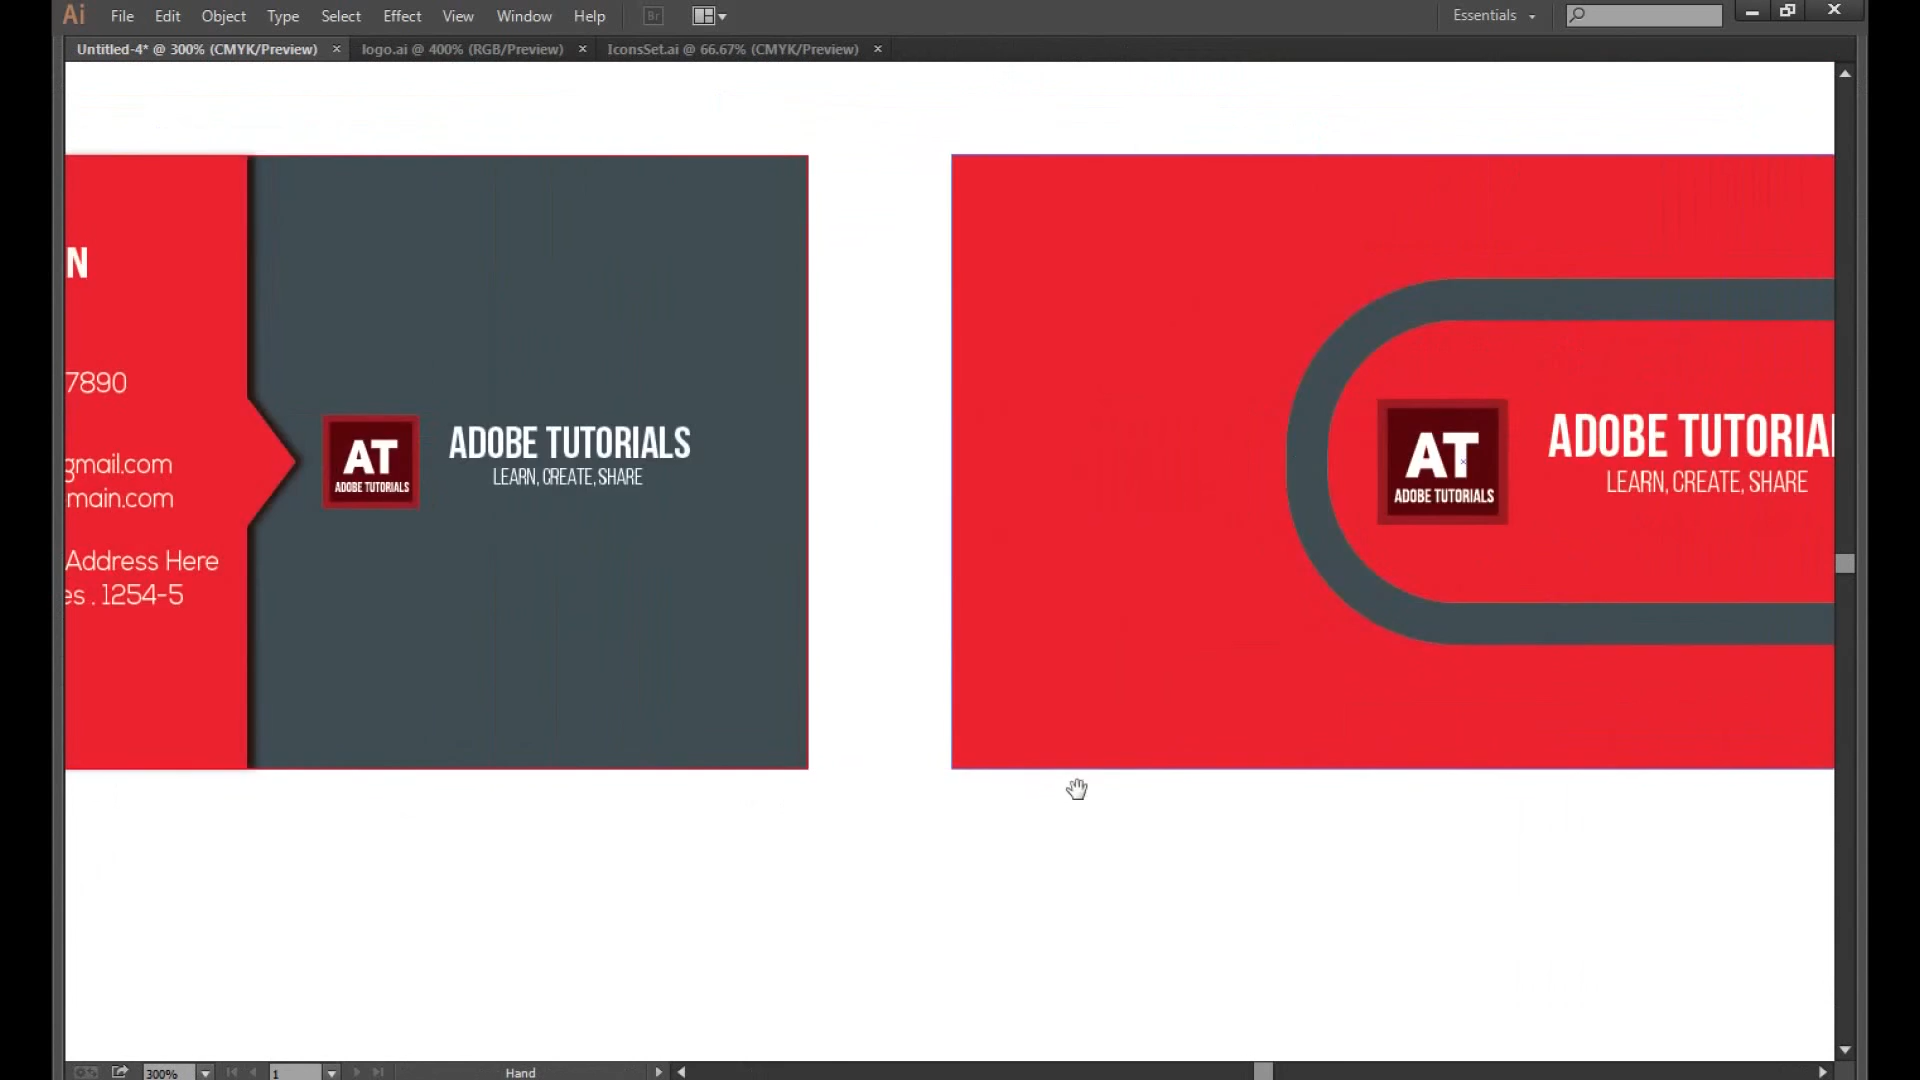 Ai File Edit Object Type Select Effect View Window Help Br Essentials
Untitled-4* @ 300% (CMYK/Preview) × logo.ai @ 400% (RGB/Preview) × IconsSet.ai @ 66.67% (CMYK/Preview) ×
N
7890
gmail.com
main.com
Address Here
es . 1254-5
AT
ADOBE TUTORIALS
ADOBE TUTORIALS
LEARN, CREATE, SHARE
AT
ADOBE TUTORIALS
ADOBE TUTORIA
LEARN, CREATE, SHARE
300% 1 Hand